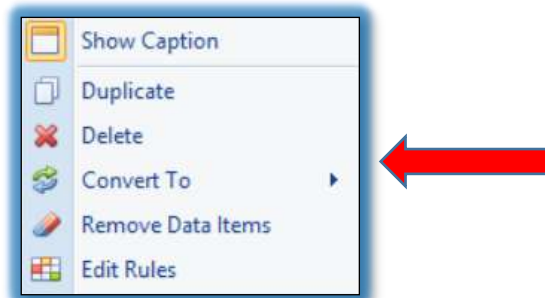 Show Caption
Duplicate
Delete
Convert To
Remove Data Items
Edit Rules